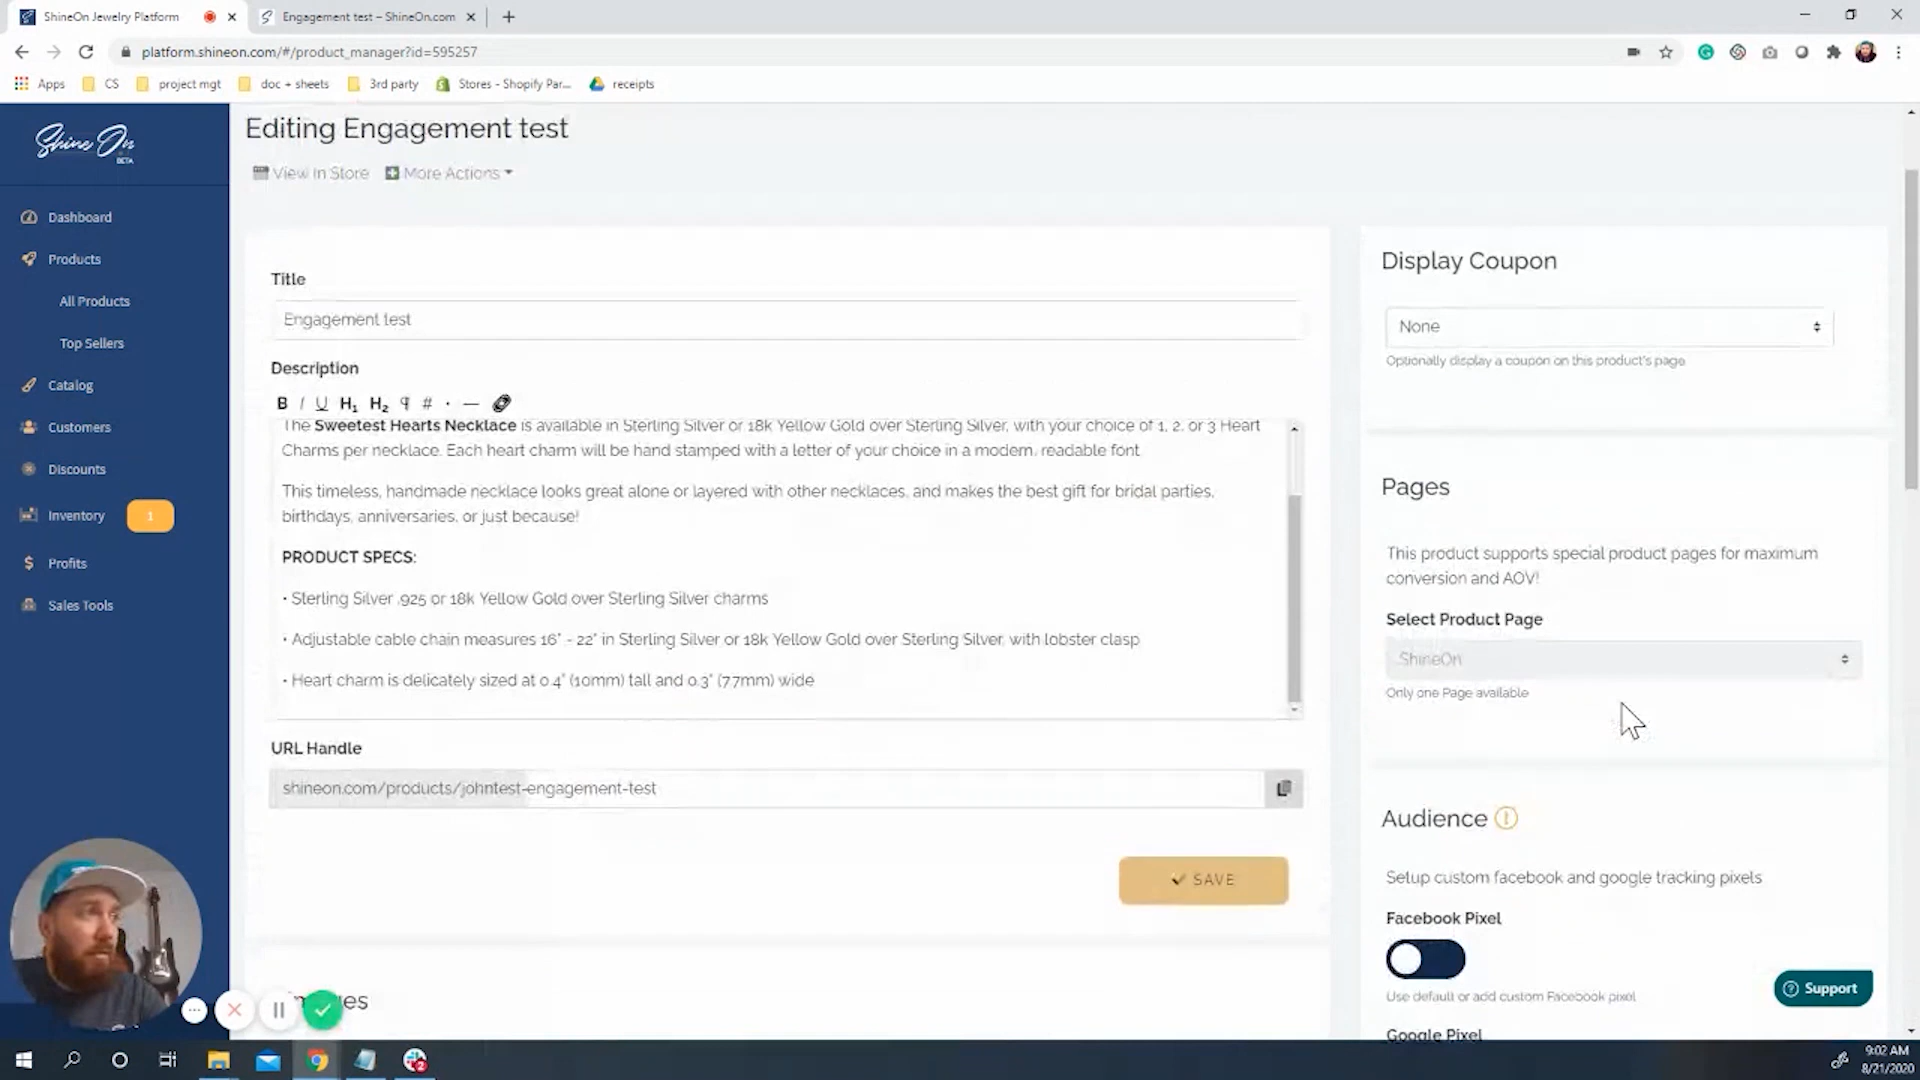 ShineOn Jewelry Platform
Engagement test – ShineOn.com
platform.shineon.com/#/product_manager?id=595257
Apps
CS
project mgt
doc + sheets
3rd party
Stores - Shopify Par...
receipts
Shine On
BETA
Dashboard
Products
All Products
Top Sellers
Catalog
Customers
Discounts
Inventory
1
Profits
Sales Tools
Editing Engagement test
View In Store
More Actions
Title
Engagement test
Description
B I U H1 H2 ¶ # · —
The Sweetest Hearts Necklace is available in Sterling Silver or 18k Yellow Gold over Sterling Silver, with your choice of 1, 2, or 3 Heart
Charms per necklace. Each heart charm will be hand stamped with a letter of your choice in a modern, readable font
This timeless, handmade necklace looks great alone or layered with other necklaces, and makes the best gift for bridal parties,
birthdays, anniversaries, or just because!
PRODUCT SPECS:
• Sterling Silver .925 or 18k Yellow Gold over Sterling Silver charms
• Adjustable cable chain measures 16" - 22" in Sterling Silver or 18k Yellow Gold over Sterling Silver, with lobster clasp
• Heart charm is delicately sized at 0.4" (10mm) tall and 0.3" (7.7mm) wide
URL Handle
shineon.com/products/johntest-engagement-test
SAVE
Display Coupon
None
Optionally display a coupon on this product's page
Pages
This product supports special product pages for maximum
conversion and AOV!
Select Product Page
ShineOn
Only one Page available
Audience
Setup custom facebook and google tracking pixels
Facebook Pixel
Use default or add custom Facebook pixel
Google Pixel
Support
9:02 AM
8/21/2020